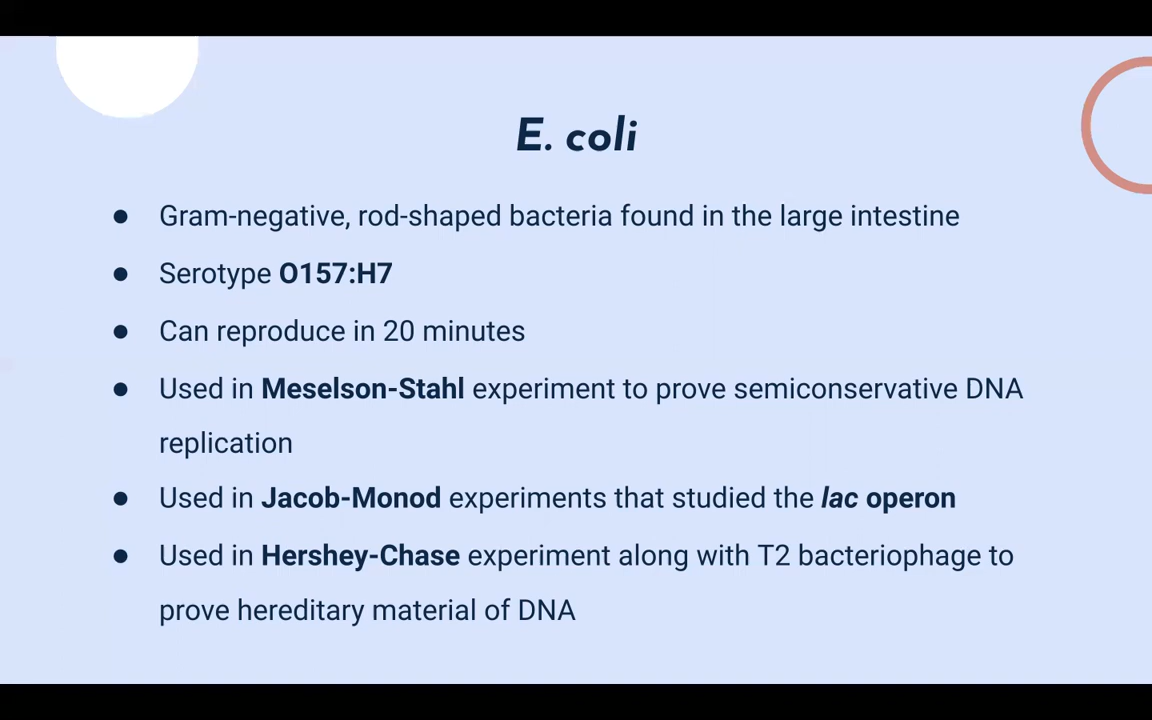 E. coli
● Gram-negative, rod-shaped bacteria found in the large intestine
● Serotype O157:H7
● Can reproduce in 20 minutes
● Used in Meselson-Stahl experiment to prove semiconservative DNA
replication
● Used in Jacob-Monod experiments that studied the lac operon
● Used in Hershey-Chase experiment along with T2 bacteriophage to
prove hereditary material of DNA